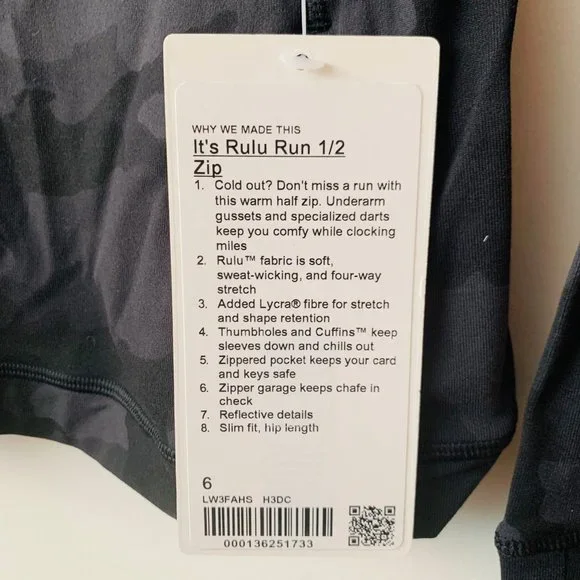 WHY WE MADE THIS
It's Rulu Run 1/2
Zip
1. Cold out? Don't miss a run with
this warm half zip. Underarm
gussets and specialized darts
keep you comfy while clocking
miles
2. Rulu™ fabric is soft,
sweat-wicking, and four-way
stretch
3. Added Lycra® fibre for stretch
and shape retention
4. Thumbholes and Cuffins™ keep
sleeves down and chills out
5. Zippered pocket keeps your card
and keys safe
6. Zipper garage keeps chafe in
check
7. Reflective details
8. Slim fit, hip length
6
LW3FAHS H3DC
000136251733